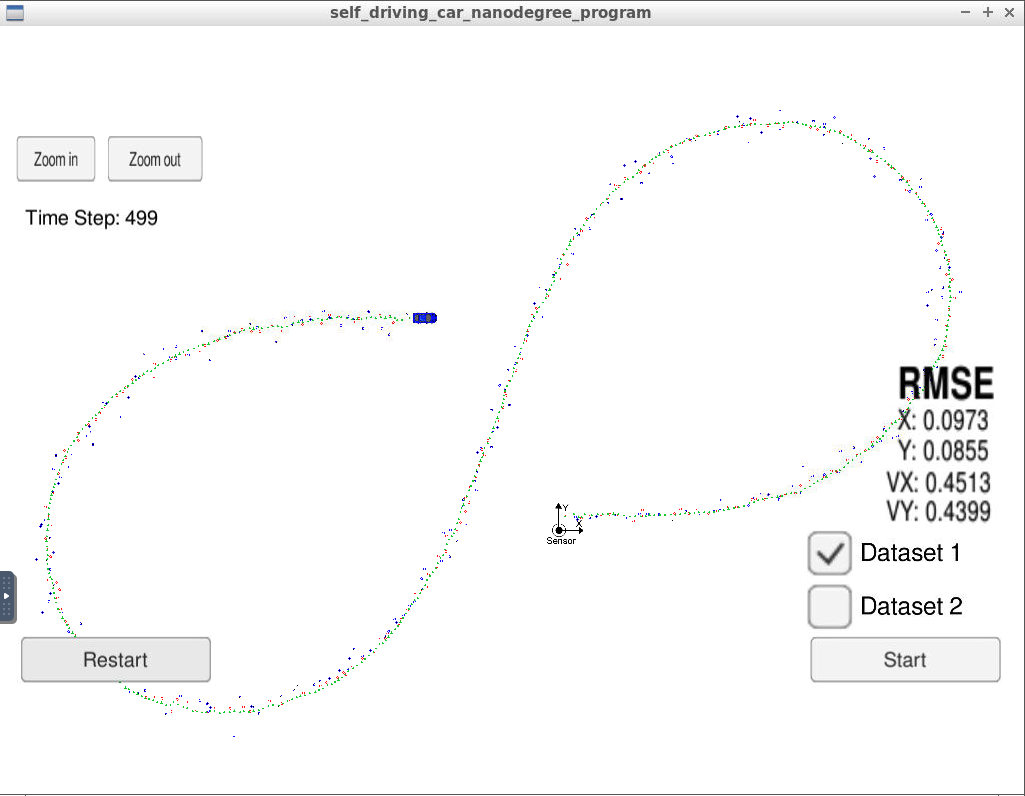 self_driving_car_nanodegree_program
Zoom in
Zoom out
Time Step: 499
RMSE
X: 0.0973
Y: 0.0855
VX: 0.4513
VY: 0.4399
Y
X
Sensor
Dataset 1
Dataset 2
Restart
Start